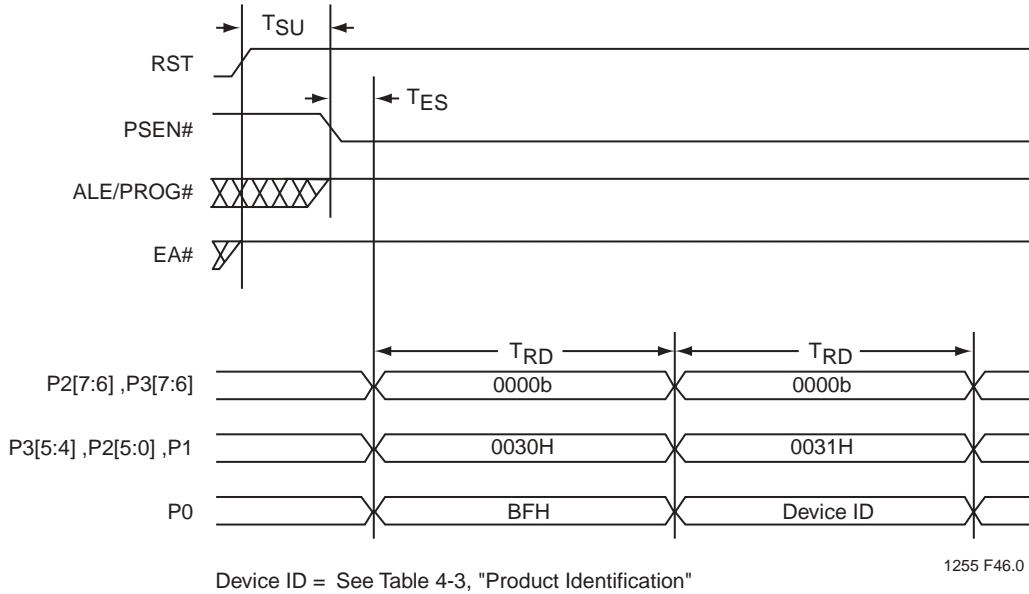 TSU
RST
TES
PSEN#
ALE/PROG#
EA#
TRD TRD
P2[7:6] ,P3[7:6] 0000b 0000b
P3[5:4] ,P2[5:0] ,P1 0030H 0031H
P0 BFH Device ID
1255 F46.0
Device ID = See Table 4-3, "Product Identification"